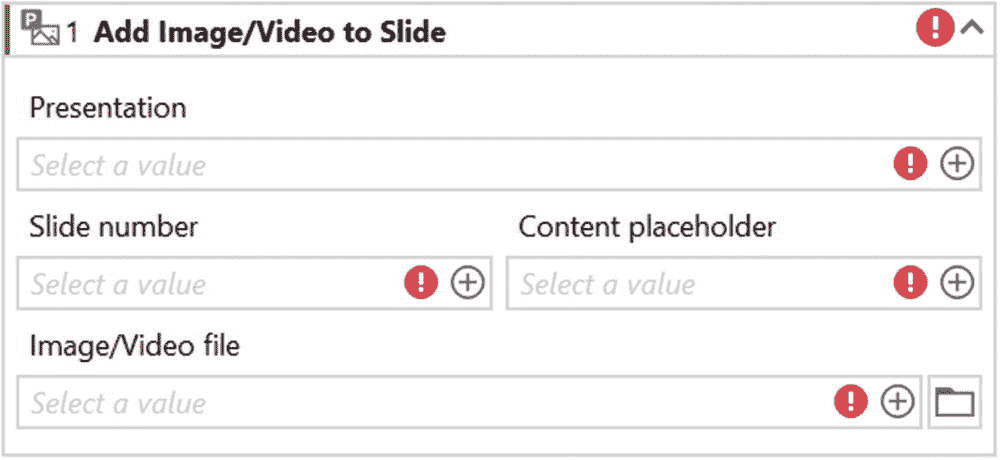 1 Add Image/Video to Slide
Presentation
Select a value
Slide number Content placeholder
Select a value Select a value
Image/Video file
Select a value